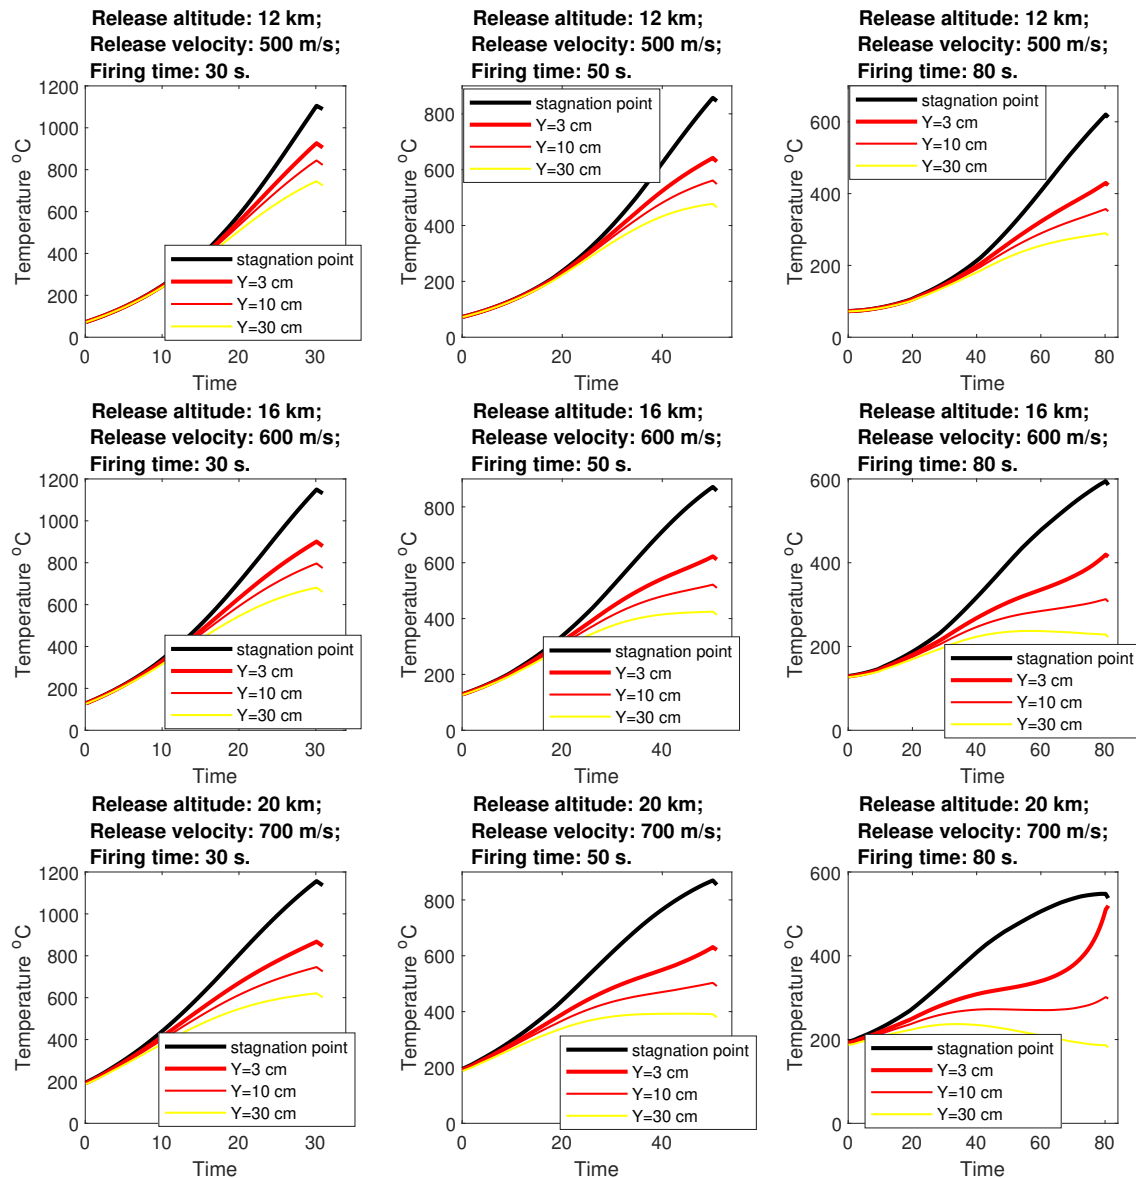 Release altitude: 12 km;
Release velocity: 500 m/s;
Firing time: 30 s.
1200
1000
800
600
400
200
0
Temperature °C
stagnation point
Y=3 cm
Y=10 cm
Y=30 cm
0 10 20 30
Time
Release altitude: 12 km;
Release velocity: 500 m/s;
Firing time: 50 s.
800
600
400
200
0
Temperature °C
stagnation point
Y=3 cm
Y=10 cm
Y=30 cm
0 20 40
Time
Release altitude: 12 km;
Release velocity: 500 m/s;
Firing time: 80 s.
600
400
200
0
Temperature °C
stagnation point
Y=3 cm
Y=10 cm
Y=30 cm
0 20 40 60 80
Time
Release altitude: 16 km;
Release velocity: 600 m/s;
Firing time: 30 s.
1200
1000
800
600
400
200
0
Temperature °C
stagnation point
Y=3 cm
Y=10 cm
Y=30 cm
0 10 20 30
Time
Release altitude: 16 km;
Release velocity: 600 m/s;
Firing time: 50 s.
800
600
400
200
0
Temperature °C
stagnation point
Y=3 cm
Y=10 cm
Y=30 cm
0 20 40
Time
Release altitude: 16 km;
Release velocity: 600 m/s;
Firing time: 80 s.
600
400
200
0
Temperature °C
stagnation point
Y=3 cm
Y=10 cm
Y=30 cm
0 20 40 60 80
Time
Release altitude: 20 km;
Release velocity: 700 m/s;
Firing time: 30 s.
1200
1000
800
600
400
200
0
Temperature °C
stagnation point
Y=3 cm
Y=10 cm
Y=30 cm
0 10 20 30
Time
Release altitude: 20 km;
Release velocity: 700 m/s;
Firing time: 50 s.
800
600
400
200
0
Temperature °C
stagnation point
Y=3 cm
Y=10 cm
Y=30 cm
0 20 40
Time
Release altitude: 20 km;
Release velocity: 700 m/s;
Firing time: 80 s.
600
400
200
0
Temperature °C
stagnation point
Y=3 cm
Y=10 cm
Y=30 cm
0 20 40 60 80
Time